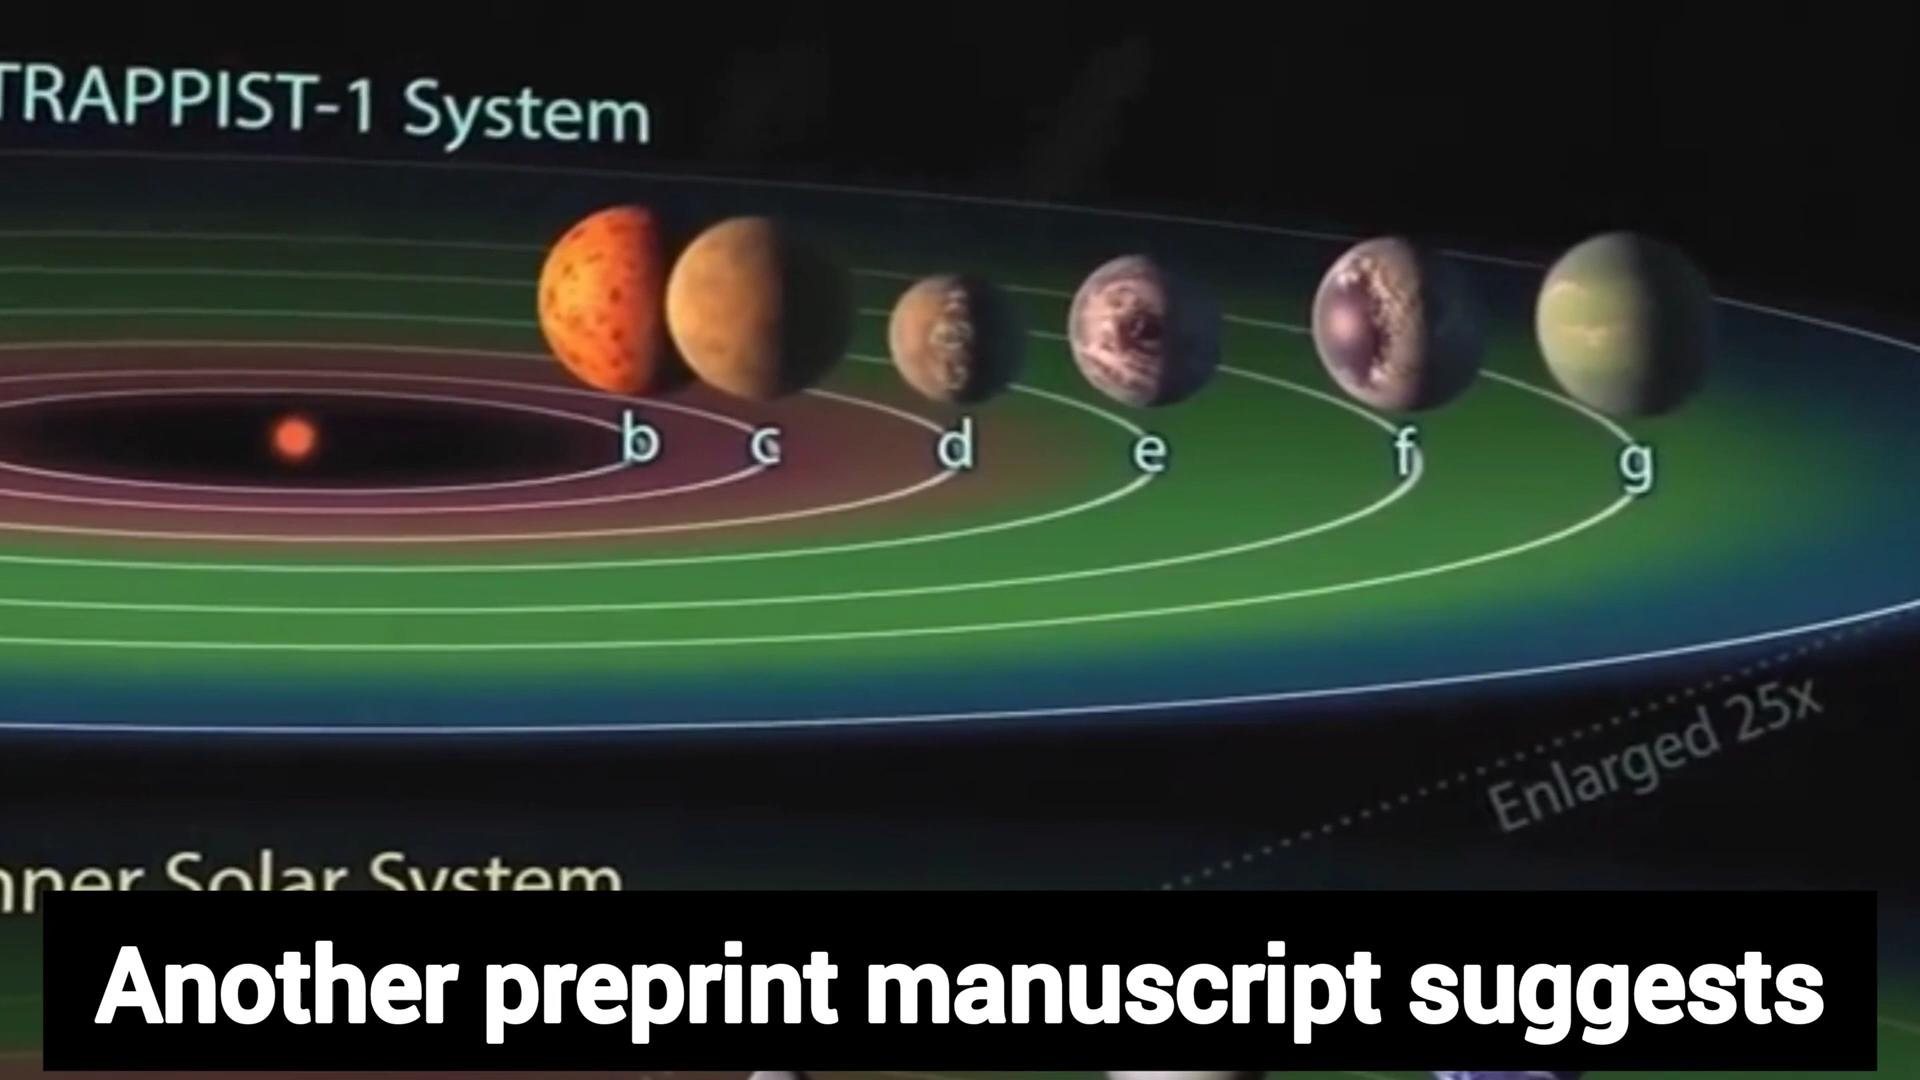 TRAPPIST-1 System
b c d e f g
Enlarged 25x
Solar System
Another preprint manuscript suggests